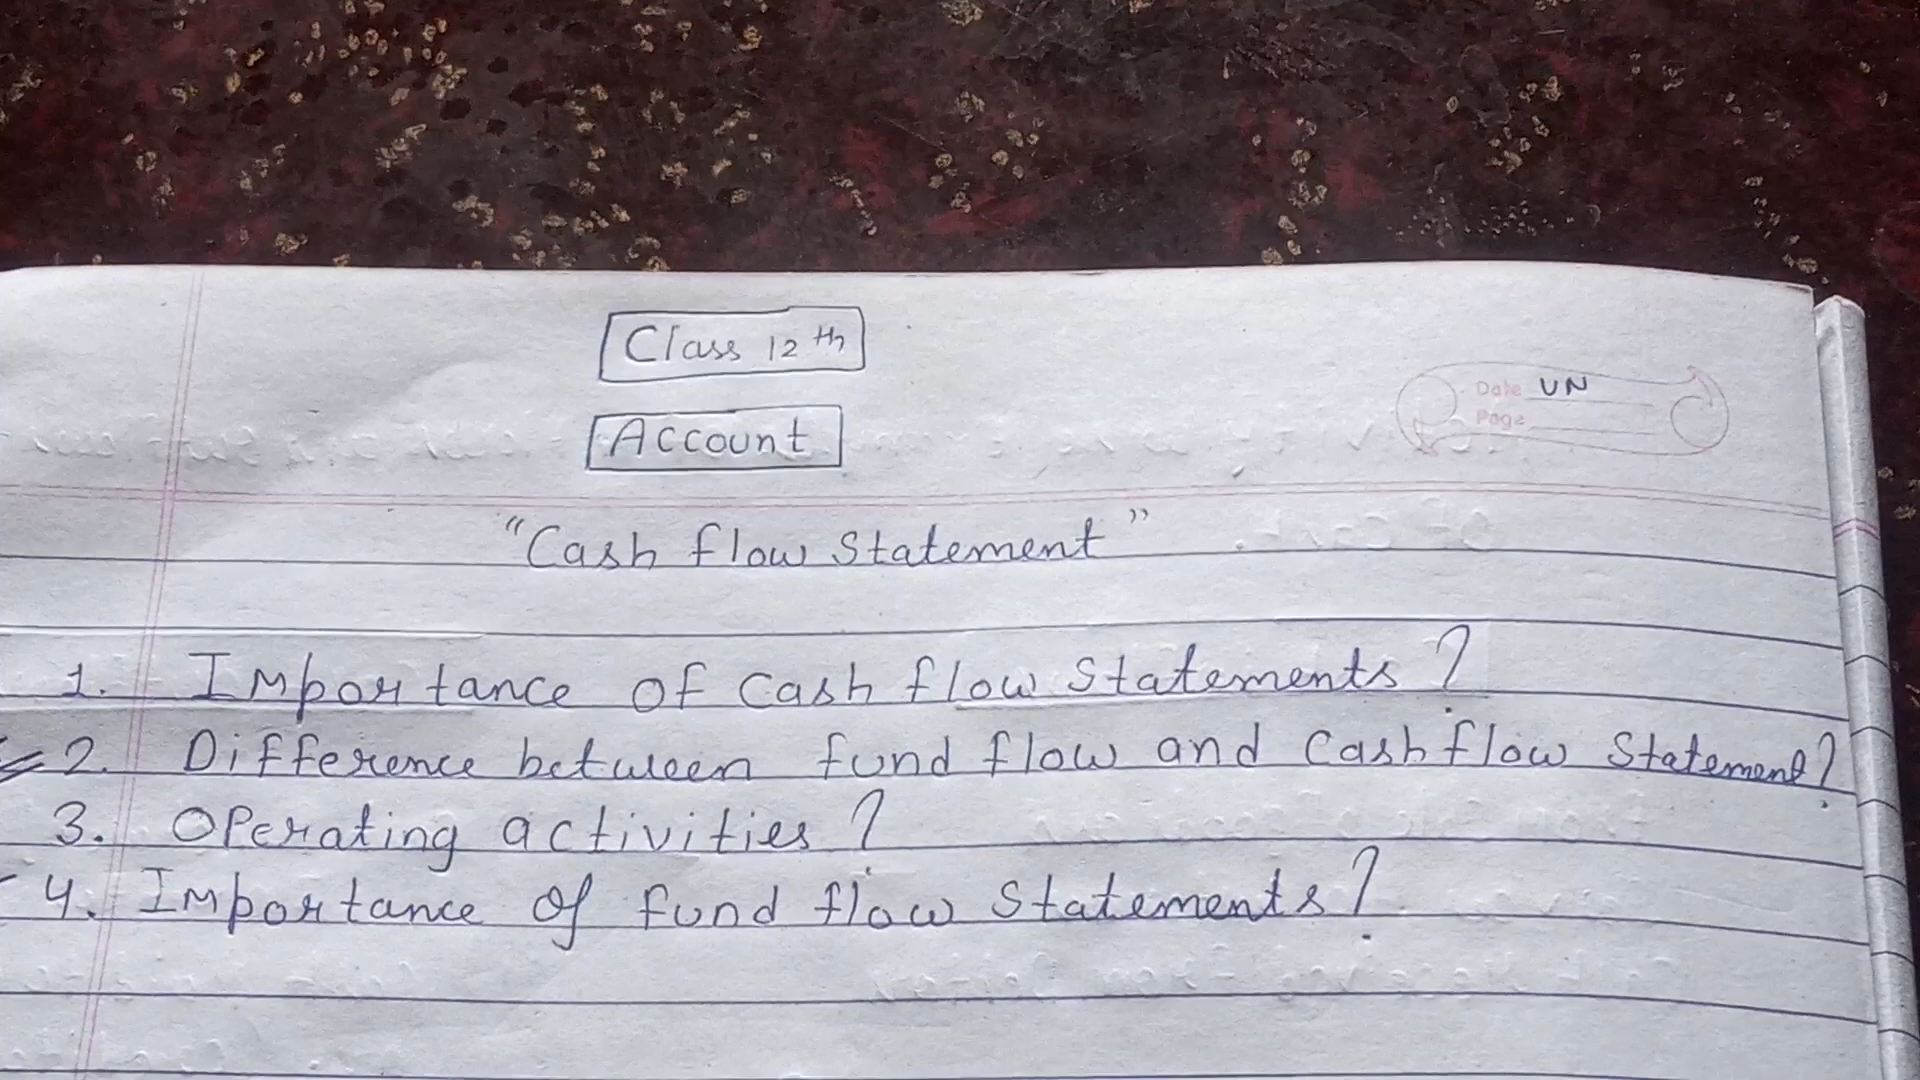 Class 12th
Account
Date UN
Page
"Cash flow Statement"
1. Importance of cash flow statements?
2. Difference between fund flow and cash flow statement?
3. Operating activities?
4. Importance of fund flow statements?